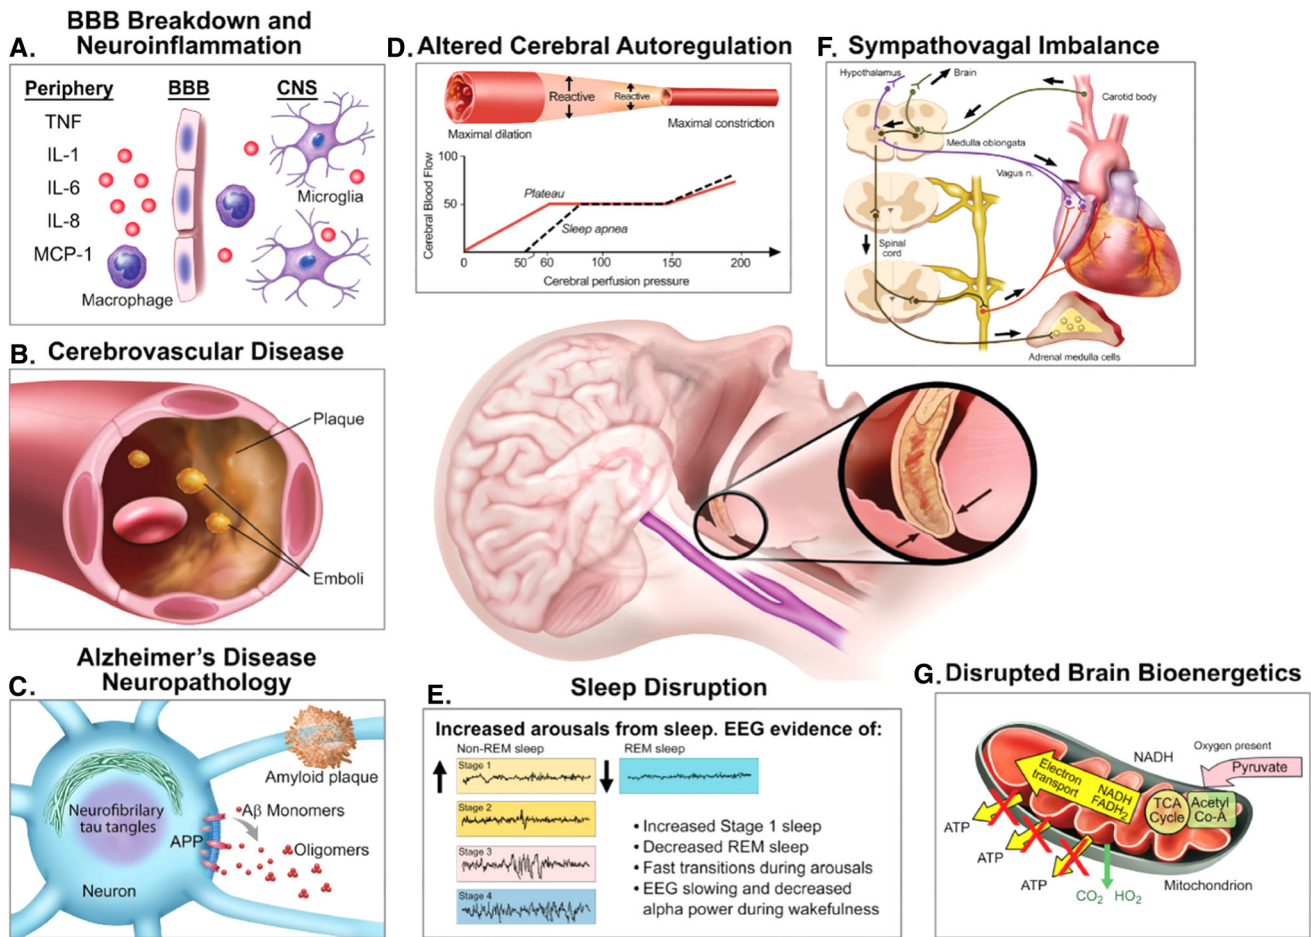 A.
BBB Breakdown and
Neuroinflammation
Periphery
BBB
CNS
TNF
IL-1
IL-6
IL-8
MCP-1
Macrophage
Microglia
B. Cerebrovascular Disease
Plaque
Emboli
C.
Alzheimer's Disease
Neuropathology
Amyloid plaque
Neurofibrilary
tau tangles
Aβ Monomers
APP
Oligomers
Neuron
D. Altered Cerebral Autoregulation
Reactive
Reactive
Maximal dilation
Maximal constriction
Cerebral Blood Flow
100
50
Plateau
Sleep apnea
0
50
60
100
150
200
Cerebral perfusion pressure
E.
Sleep Disruption
Increased arousals from sleep. EEG evidence of:
Non-REM sleep
REM sleep
Stage 1
Stage 2
Stage 3
Stage 4
• Increased Stage 1 sleep
• Decreased REM sleep
• Fast transitions during arousals
• EEG slowing and decreased
alpha power during wakefulness
F. Sympathovagal Imbalance
Hypothalamus
Brain
Carotid body
Medulla oblongata
Vagus n.
Spinal
cord
Adrenal medulla cells
G. Disrupted Brain Bioenergetics
NADH
Oxygen present
Pyruvate
Electron
transport
NADH
FADH2
TCA
Cycle
Acetyl
Co-A
ATP
ATP
ATP
CO2 HO2
Mitochondrion